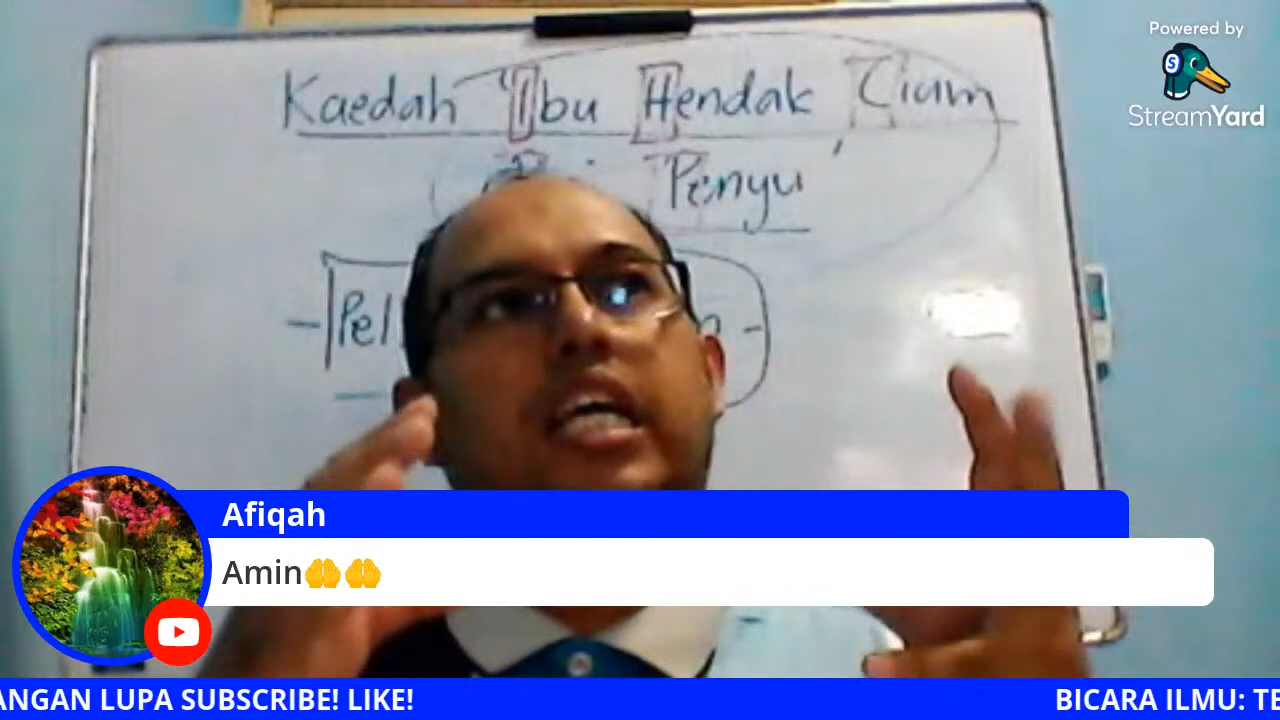 Powered by
StreamYard
Kaedah "Ibu Hendak Cium
Penyu'
Afiqah
Amin🤲🤲
ANGAN LUPA SUBSCRIBE! LIKE!
BICARA ILMU: TE